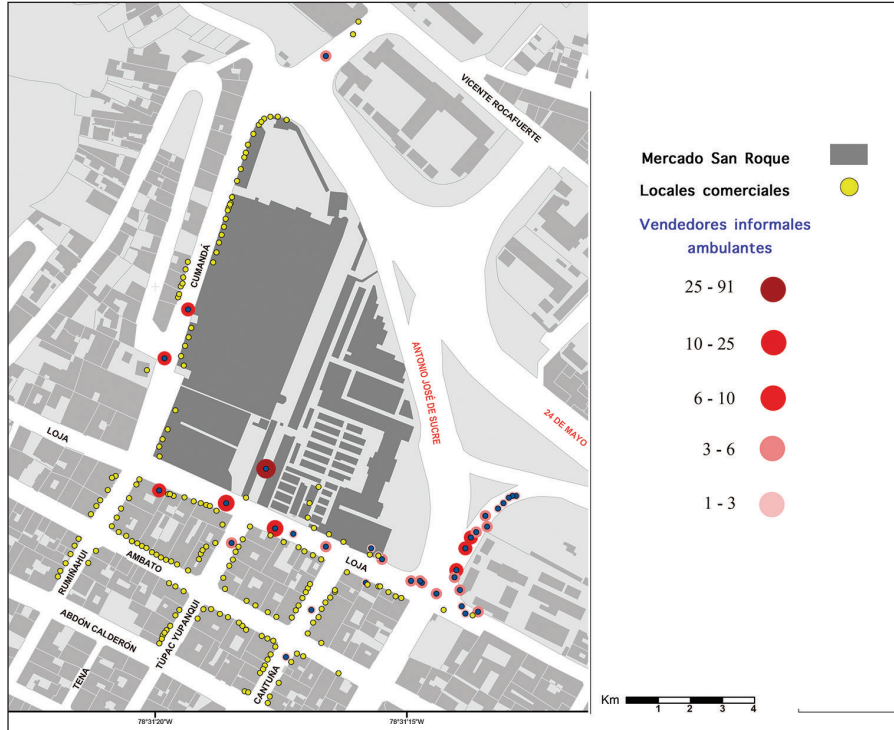 VICENTE ROCAFUERTE
CUMANDÁ
ANTONIO JOSÉ DE SUCRE
24 DE MAYO
LOJA
LOJA
AMBATO
RUMIÑAHUI
ABDÓN CALDERÓN
TÚPAC YUPANQUI
TENA
CANTUÑA
78°31'20"W
78°31'15"W
Mercado San Roque
Locales comerciales
Vendedores informales
ambulantes
25 - 91
10 - 25
6 - 10
3 - 6
1 - 3
Km
1 2 3 4